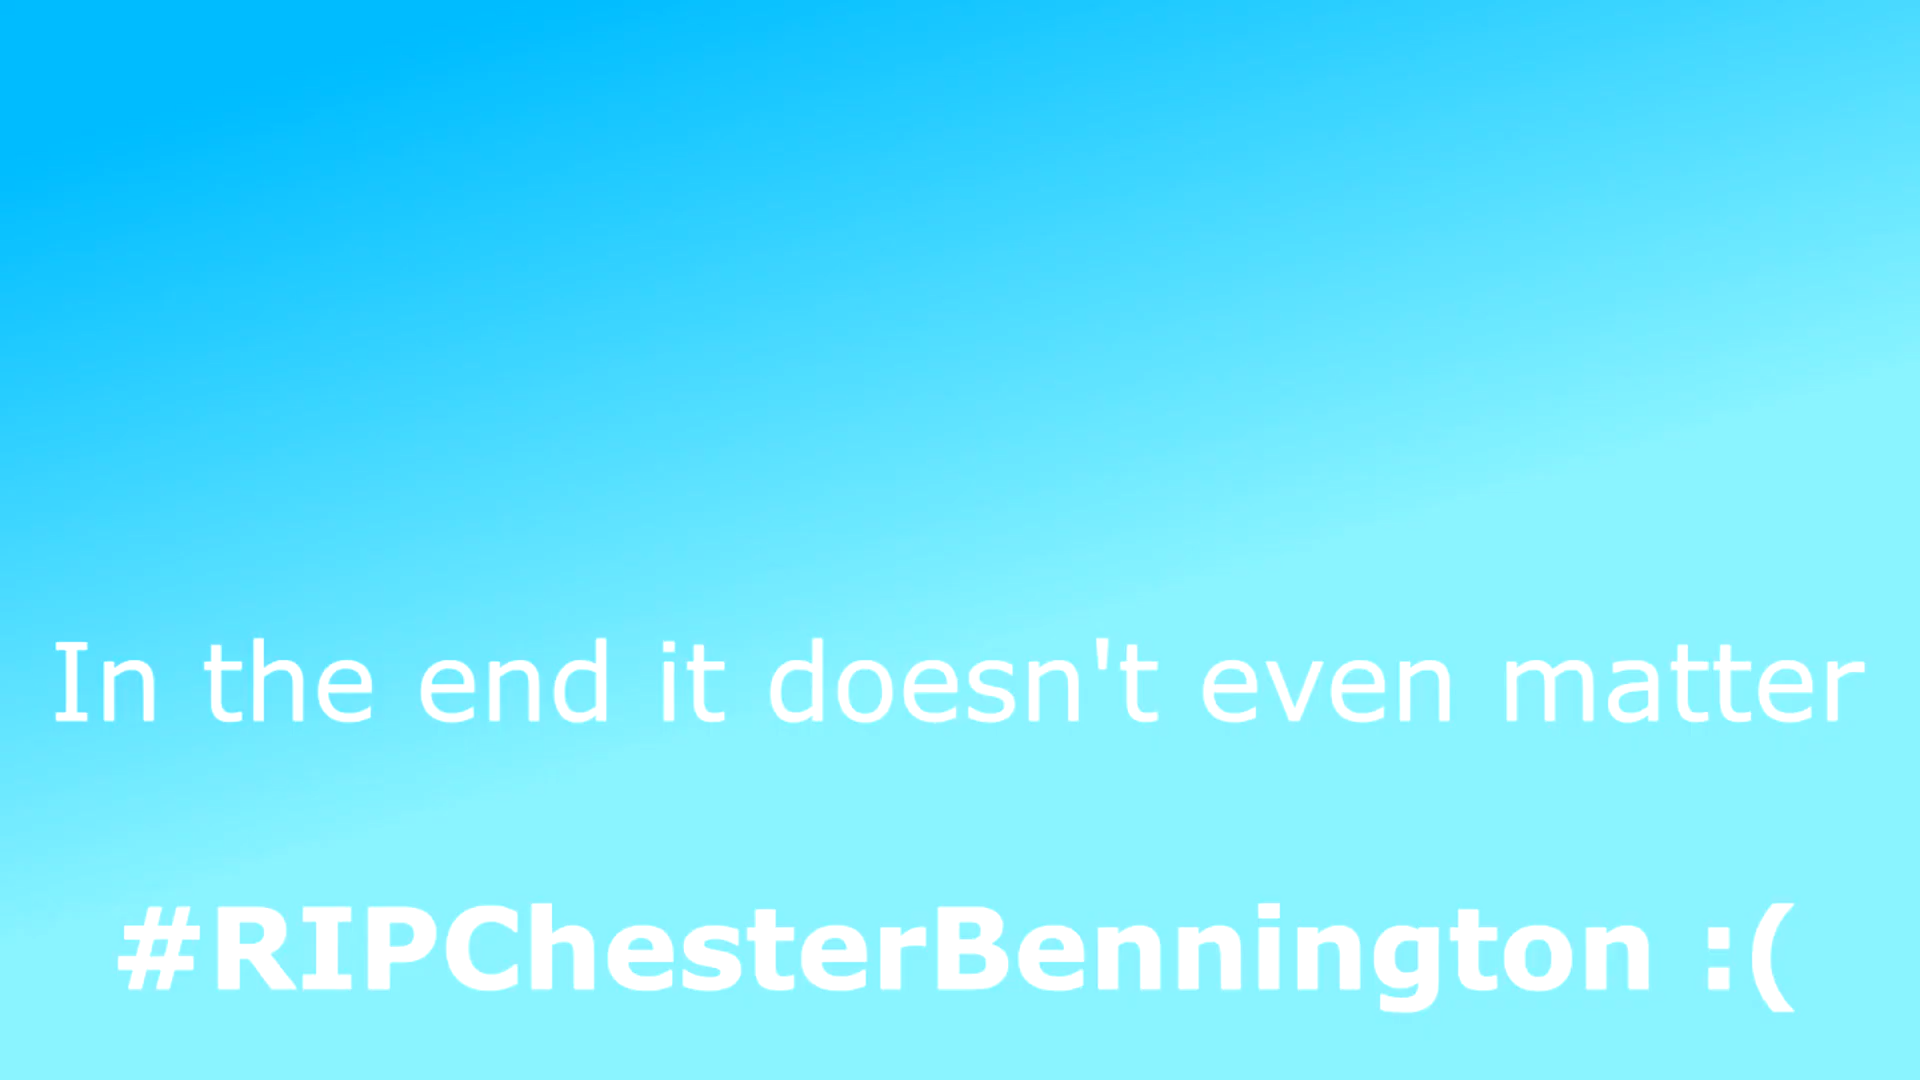 In the end it doesn't even matter
#RIPChesterBennington :(